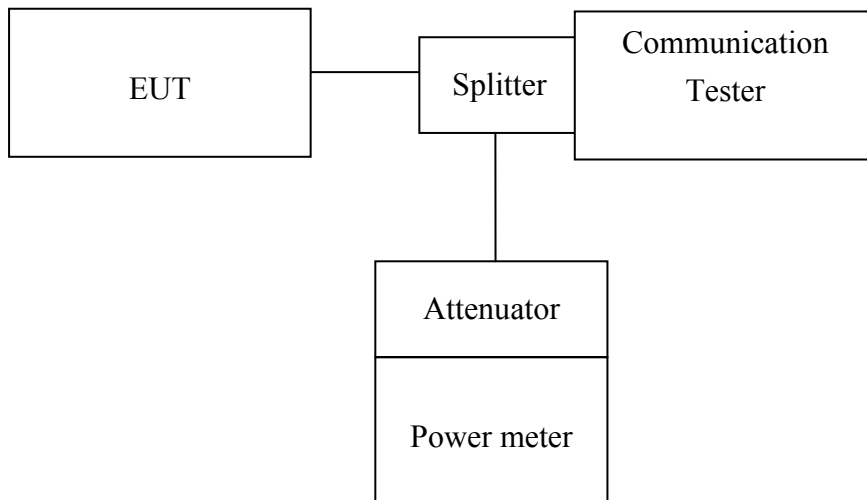 EUT
Splitter
Communication
Tester
Attenuator
Power meter